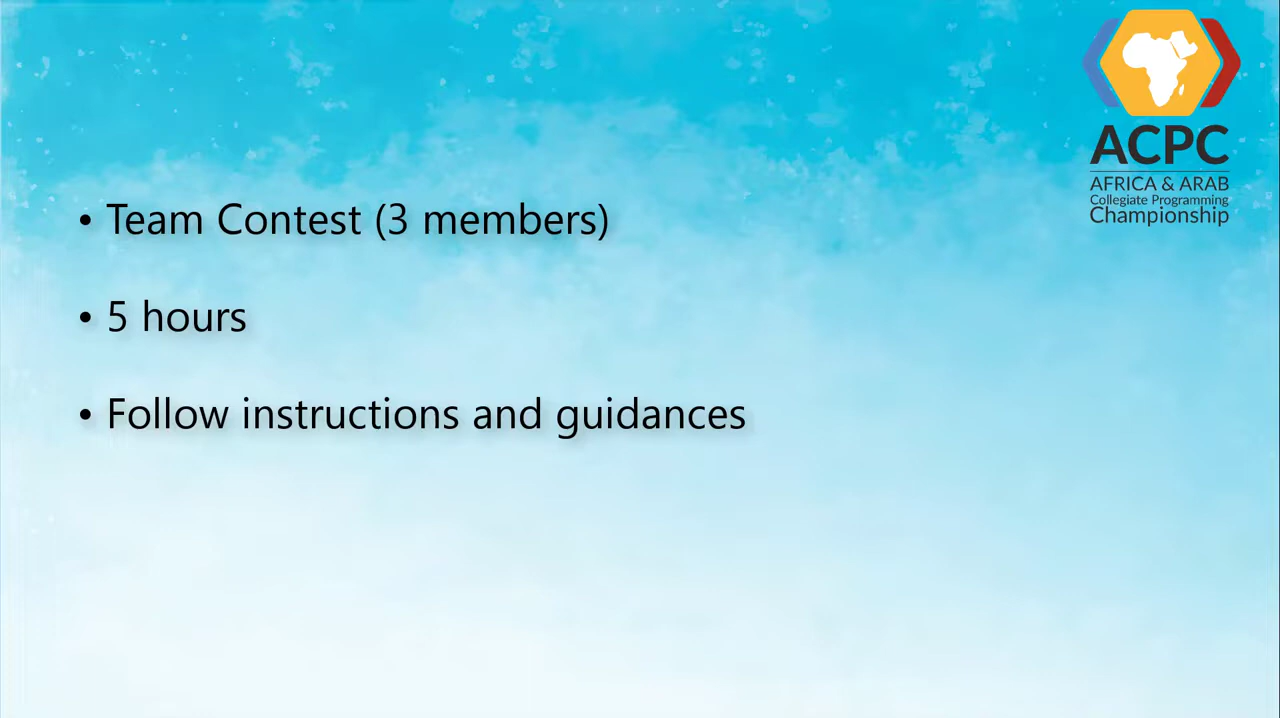 ACPC
AFRICA & ARAB
Collegiate Programming
Championship
• Team Contest (3 members)
• 5 hours
• Follow instructions and guidances